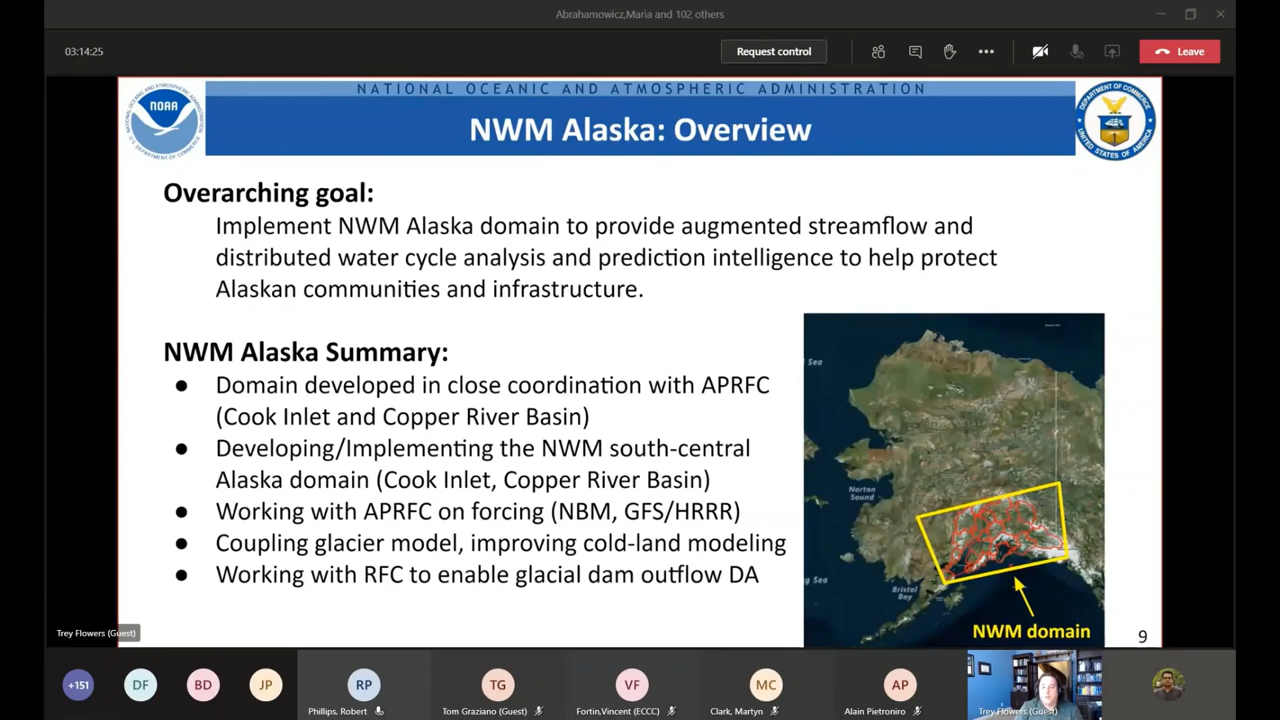 Abrahamowicz,Maria and 102 others
03:14:25
Request control
Leave
NATIONAL OCEANIC AND ATMOSPHERIC ADMINISTRATION
NOAA
NWM Alaska: Overview
Overarching goal:
Implement NWM Alaska domain to provide augmented streamflow and
distributed water cycle analysis and prediction intelligence to help protect
Alaskan communities and infrastructure.
NWM Alaska Summary:
● Domain developed in close coordination with APRFC
(Cook Inlet and Copper River Basin)
● Developing/Implementing the NWM south-central
Alaska domain (Cook Inlet, Copper River Basin)
● Working with APRFC on forcing (NBM, GFS/HRRR)
● Coupling glacier model, improving cold-land modeling
● Working with RFC to enable glacial dam outflow DA
Sea
Norton
Sound
ng Sea
Bristol
Bay
NWM domain
9
Trey Flowers (Guest)
+151
DF
BD
JP
RP
Phillips, Robert
TG
Tom Graziano (Guest)
VF
Fortin,Vincent (ECCC)
MC
Clark, Martyn
AP
Alain Pietroniro
Trey Flowers (Guest)